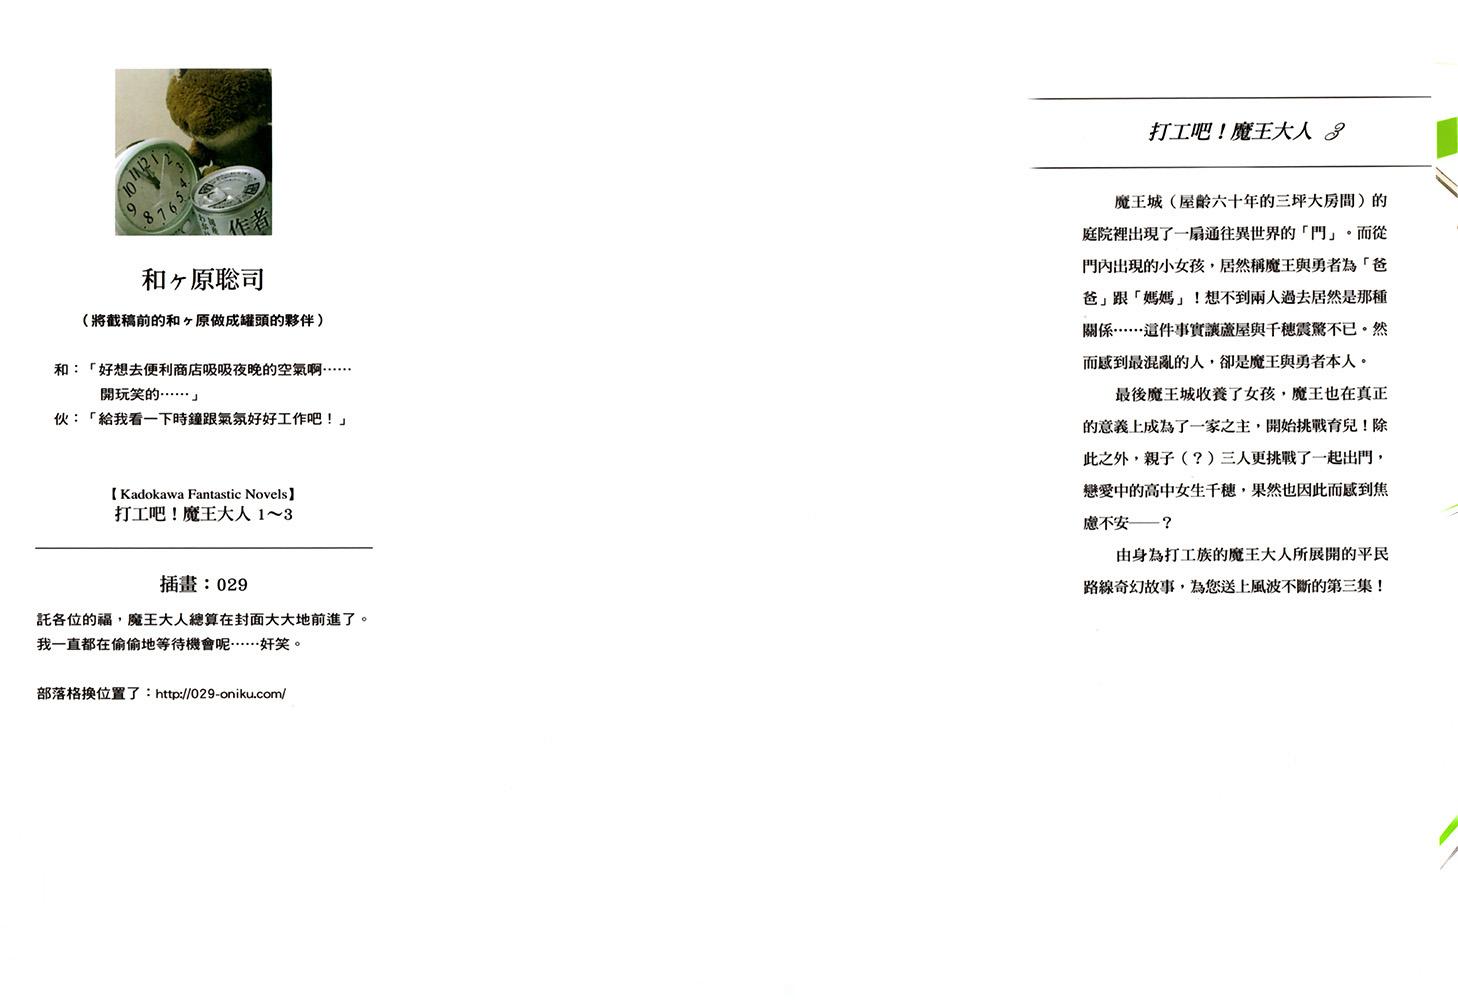 作者
和ヶ原聡司
（將截稿前的和ヶ原做成罐頭的夥伴）
和：「好想去便利商店吸吸夜晚的空氣啊……
開玩笑的……」
伙：「給我看一下時鐘跟氣氛好好工作吧！」
【Kadokawa Fantastic Novels】
打工吧！魔王大人 1～3
插畫：029
託各位的福，魔王大人總算在封面大大地前進了。
我一直都在偷偷地等待機會呢……奸笑。
部落格換位置了：http://029-oniku.com/
打工吧！魔王大人 3
魔王城（屋齡六十年的三坪大房間）的
庭院裡出現了一扇通往異世界的「門」。而從
門內出現的小女孩，居然稱魔王與勇者為「爸
爸」跟「媽媽」！想不到兩人過去居然是那種
關係……這件事實讓蘆屋與千穗震驚不已。然
而感到最混亂的人，卻是魔王與勇者本人。
最後魔王城收養了女孩，魔王也在真正
的意義上成為了一家之主，開始挑戰育兒！除
此之外，親子（？）三人更挑戰了一起出門，
戀愛中的高中女生千穗，果然也因此而感到焦
慮不安——？
由身為打工族的魔王大人所展開的平民
路線奇幻故事，為您送上風波不斷的第三集！